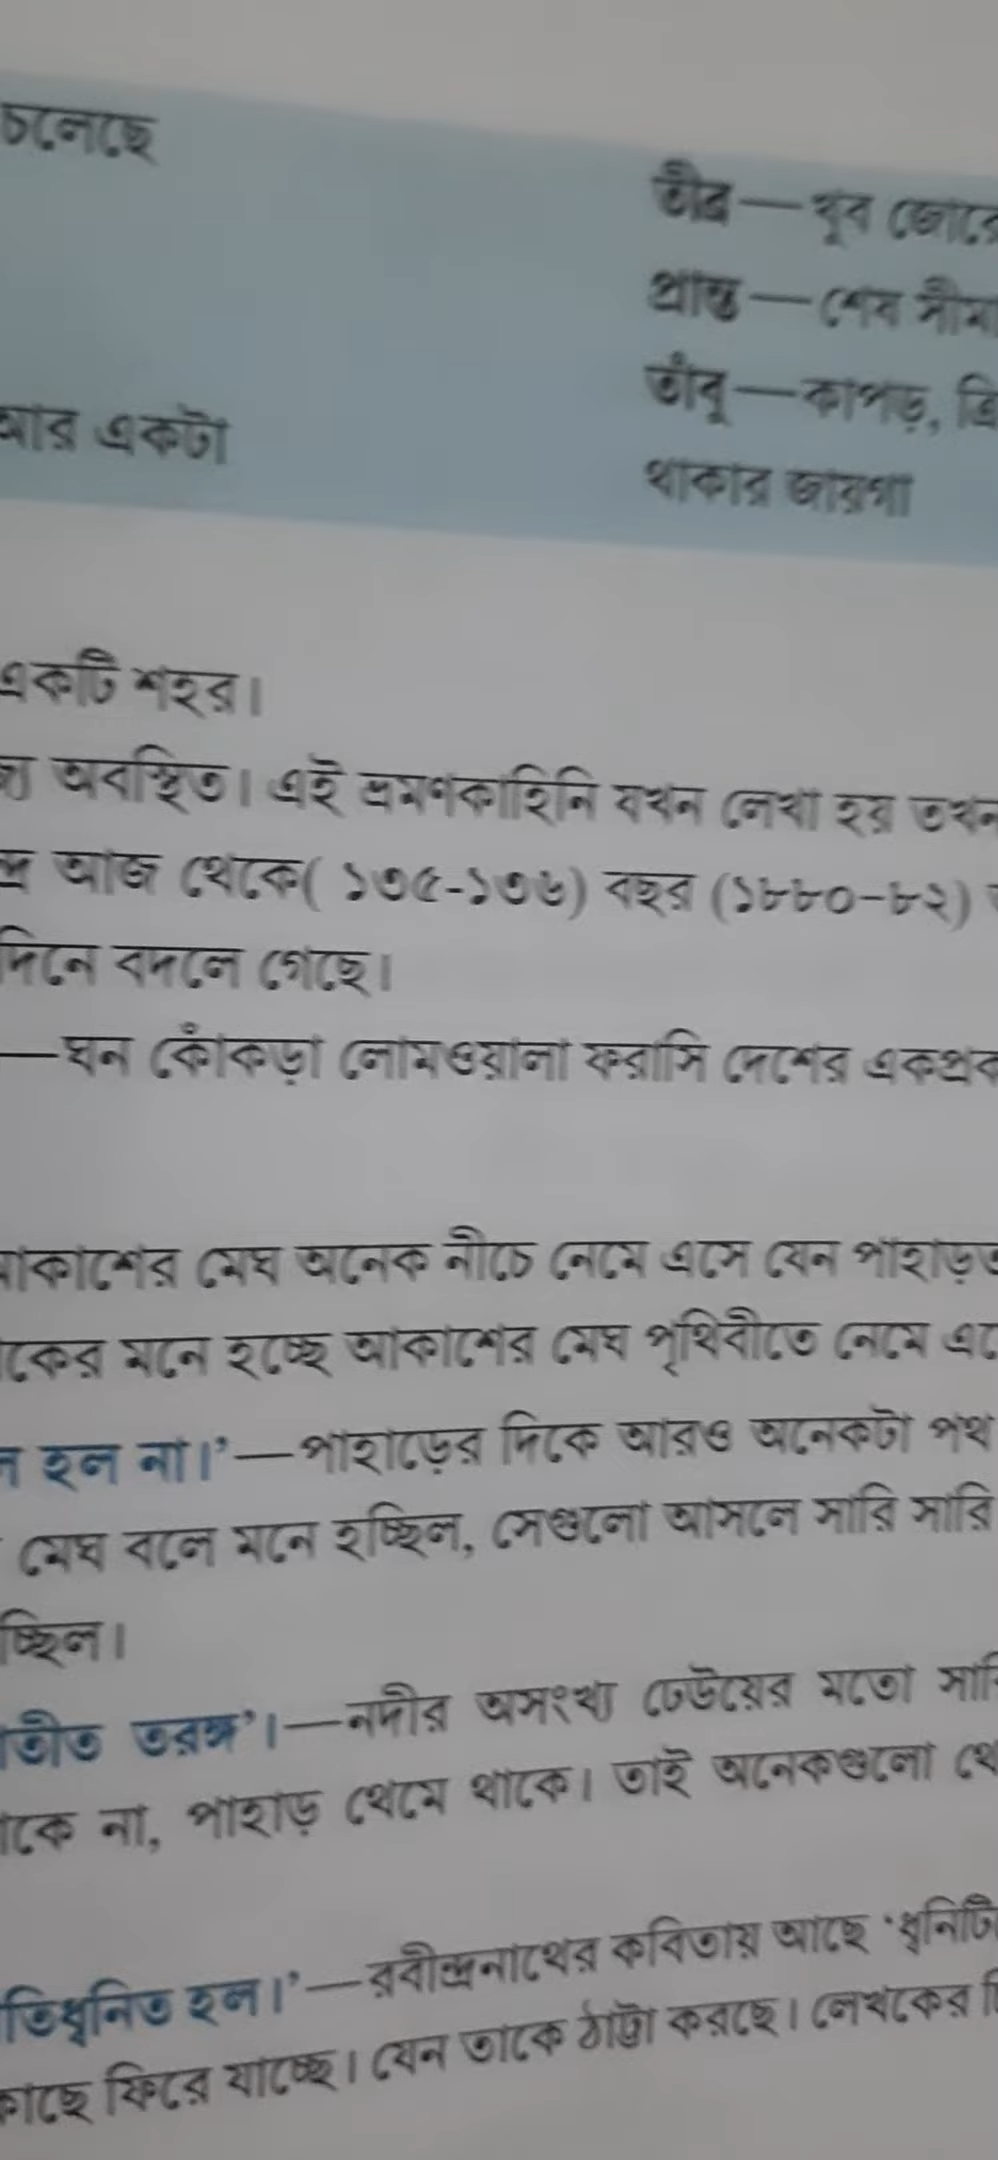 চলেছে
তীব্র — খুব জোরে
প্রান্ত — শেষ সীমা
তাঁবু — কাপড়,
আর একটা
থাকার জায়গা
একটি শহর।
অবস্থিত। এই ভ্রমণকাহিনি যখন লেখা হয় তখন
আজ থেকে( ১৩৫-১৩৬) বছর (১৮৮০-৮২)
দিনে বদলে গেছে।
—ঘন কোঁকড়া লোমওয়ালা ফরাসি দেশের একপ্রক
আকাশের মেঘ অনেক নীচে নেমে এসে যেন পাহাড়ত
কের মনে হচ্ছে আকাশের মেঘ পৃথিবীতে নেমে এ
ন হল না।’—পাহাড়ের দিকে আরও অনেকটা পথ
মেঘ বলে মনে হচ্ছিল, সেগুলো আসলে সারি সারি
চ্ছিল।
তীত তরঙ্গ’।—নদীর অসংখ্য ঢেউয়ের মতো সারি
কে না, পাহাড় থেমে থাকে। তাই অনেকগুলো থে
তিধ্বনিত হল।’—রবীন্দ্রনাথের কবিতায় আছে ‘ধ্বনিটি
কাছে ফিরে যাচ্ছে। যেন তাকে ঠাট্টা করছে। লেখকের